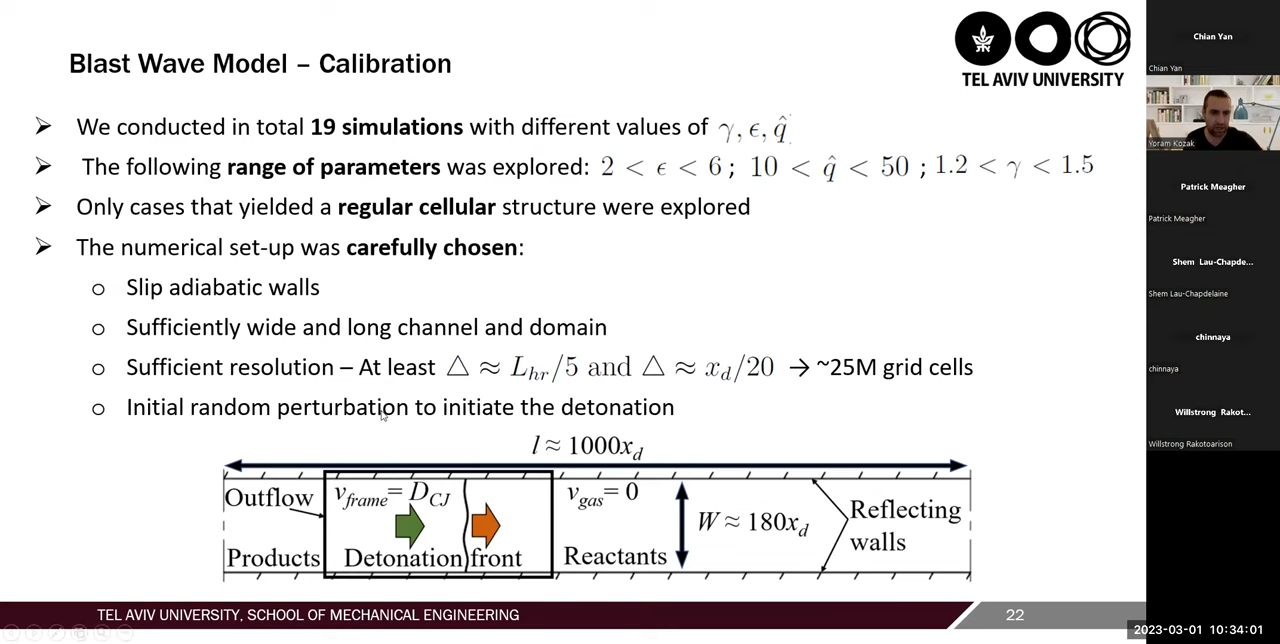 Blast Wave Model – Calibration
TEL AVIV UNIVERSITY
➢ We conducted in total 19 simulations with different values of γ, ϵ, q̂
➢ The following range of parameters was explored: 2 < ϵ < 6 ; 10 < q̂ < 50 ; 1.2 < γ < 1.5
➢ Only cases that yielded a regular cellular structure were explored
➢ The numerical set-up was carefully chosen:
o Slip adiabatic walls
o Sufficiently wide and long channel and domain
o Sufficient resolution – At least △ ≈ L_hr/5 and △ ≈ x_d/20 → ~25M grid cells
o Initial random perturbation to initiate the detonation
l ≈ 1000x_d
Outflow
v_frame = D_CJ
v_gas = 0
W ≈ 180x_d
Reflecting
walls
Products
Detonation front
Reactants
TEL AVIV UNIVERSITY, SCHOOL OF MECHANICAL ENGINEERING
22
Chian Yan
Chian Yan
Yoram Kozak
Patrick Meagher
Patrick Meagher
Shem Lau-Chapde...
Shem Lau-Chapdelaine
chinnaya
chinnaya
Willstrong Rakot...
Willstrong Rakotoarison
2023-03-01 10:34:01